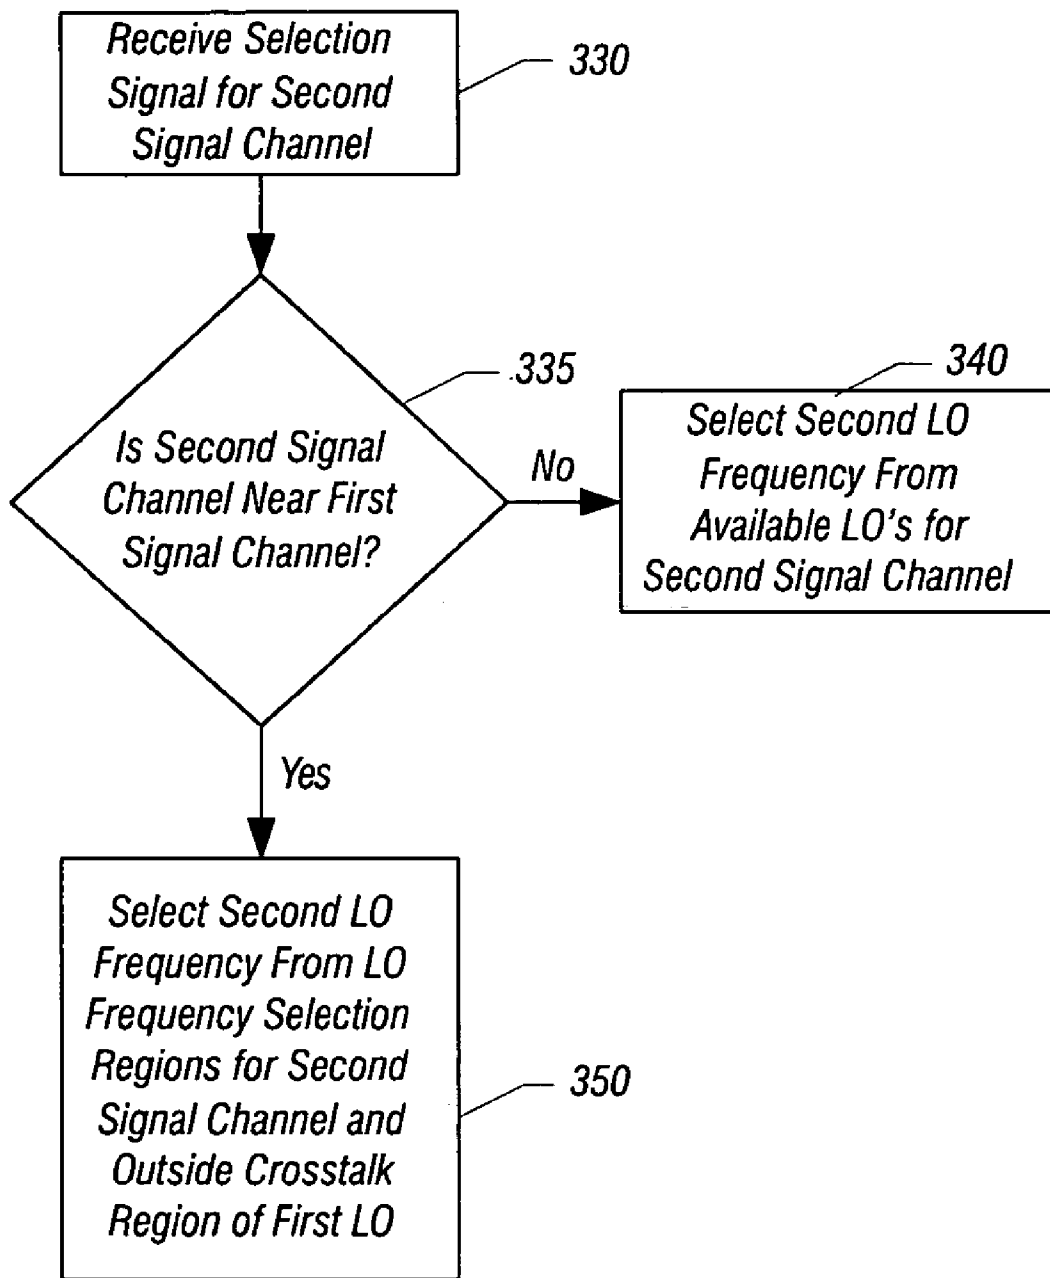 Receive Selection
Signal for Second
Signal Channel
330
335
Is Second Signal
Channel Near First
Signal Channel?
No
340
Select Second LO
Frequency From
Available LO's for
Second Signal Channel
Yes
Select Second LO
Frequency From LO
Frequency Selection
Regions for Second
Signal Channel and
Outside Crosstalk
Region of First LO
350